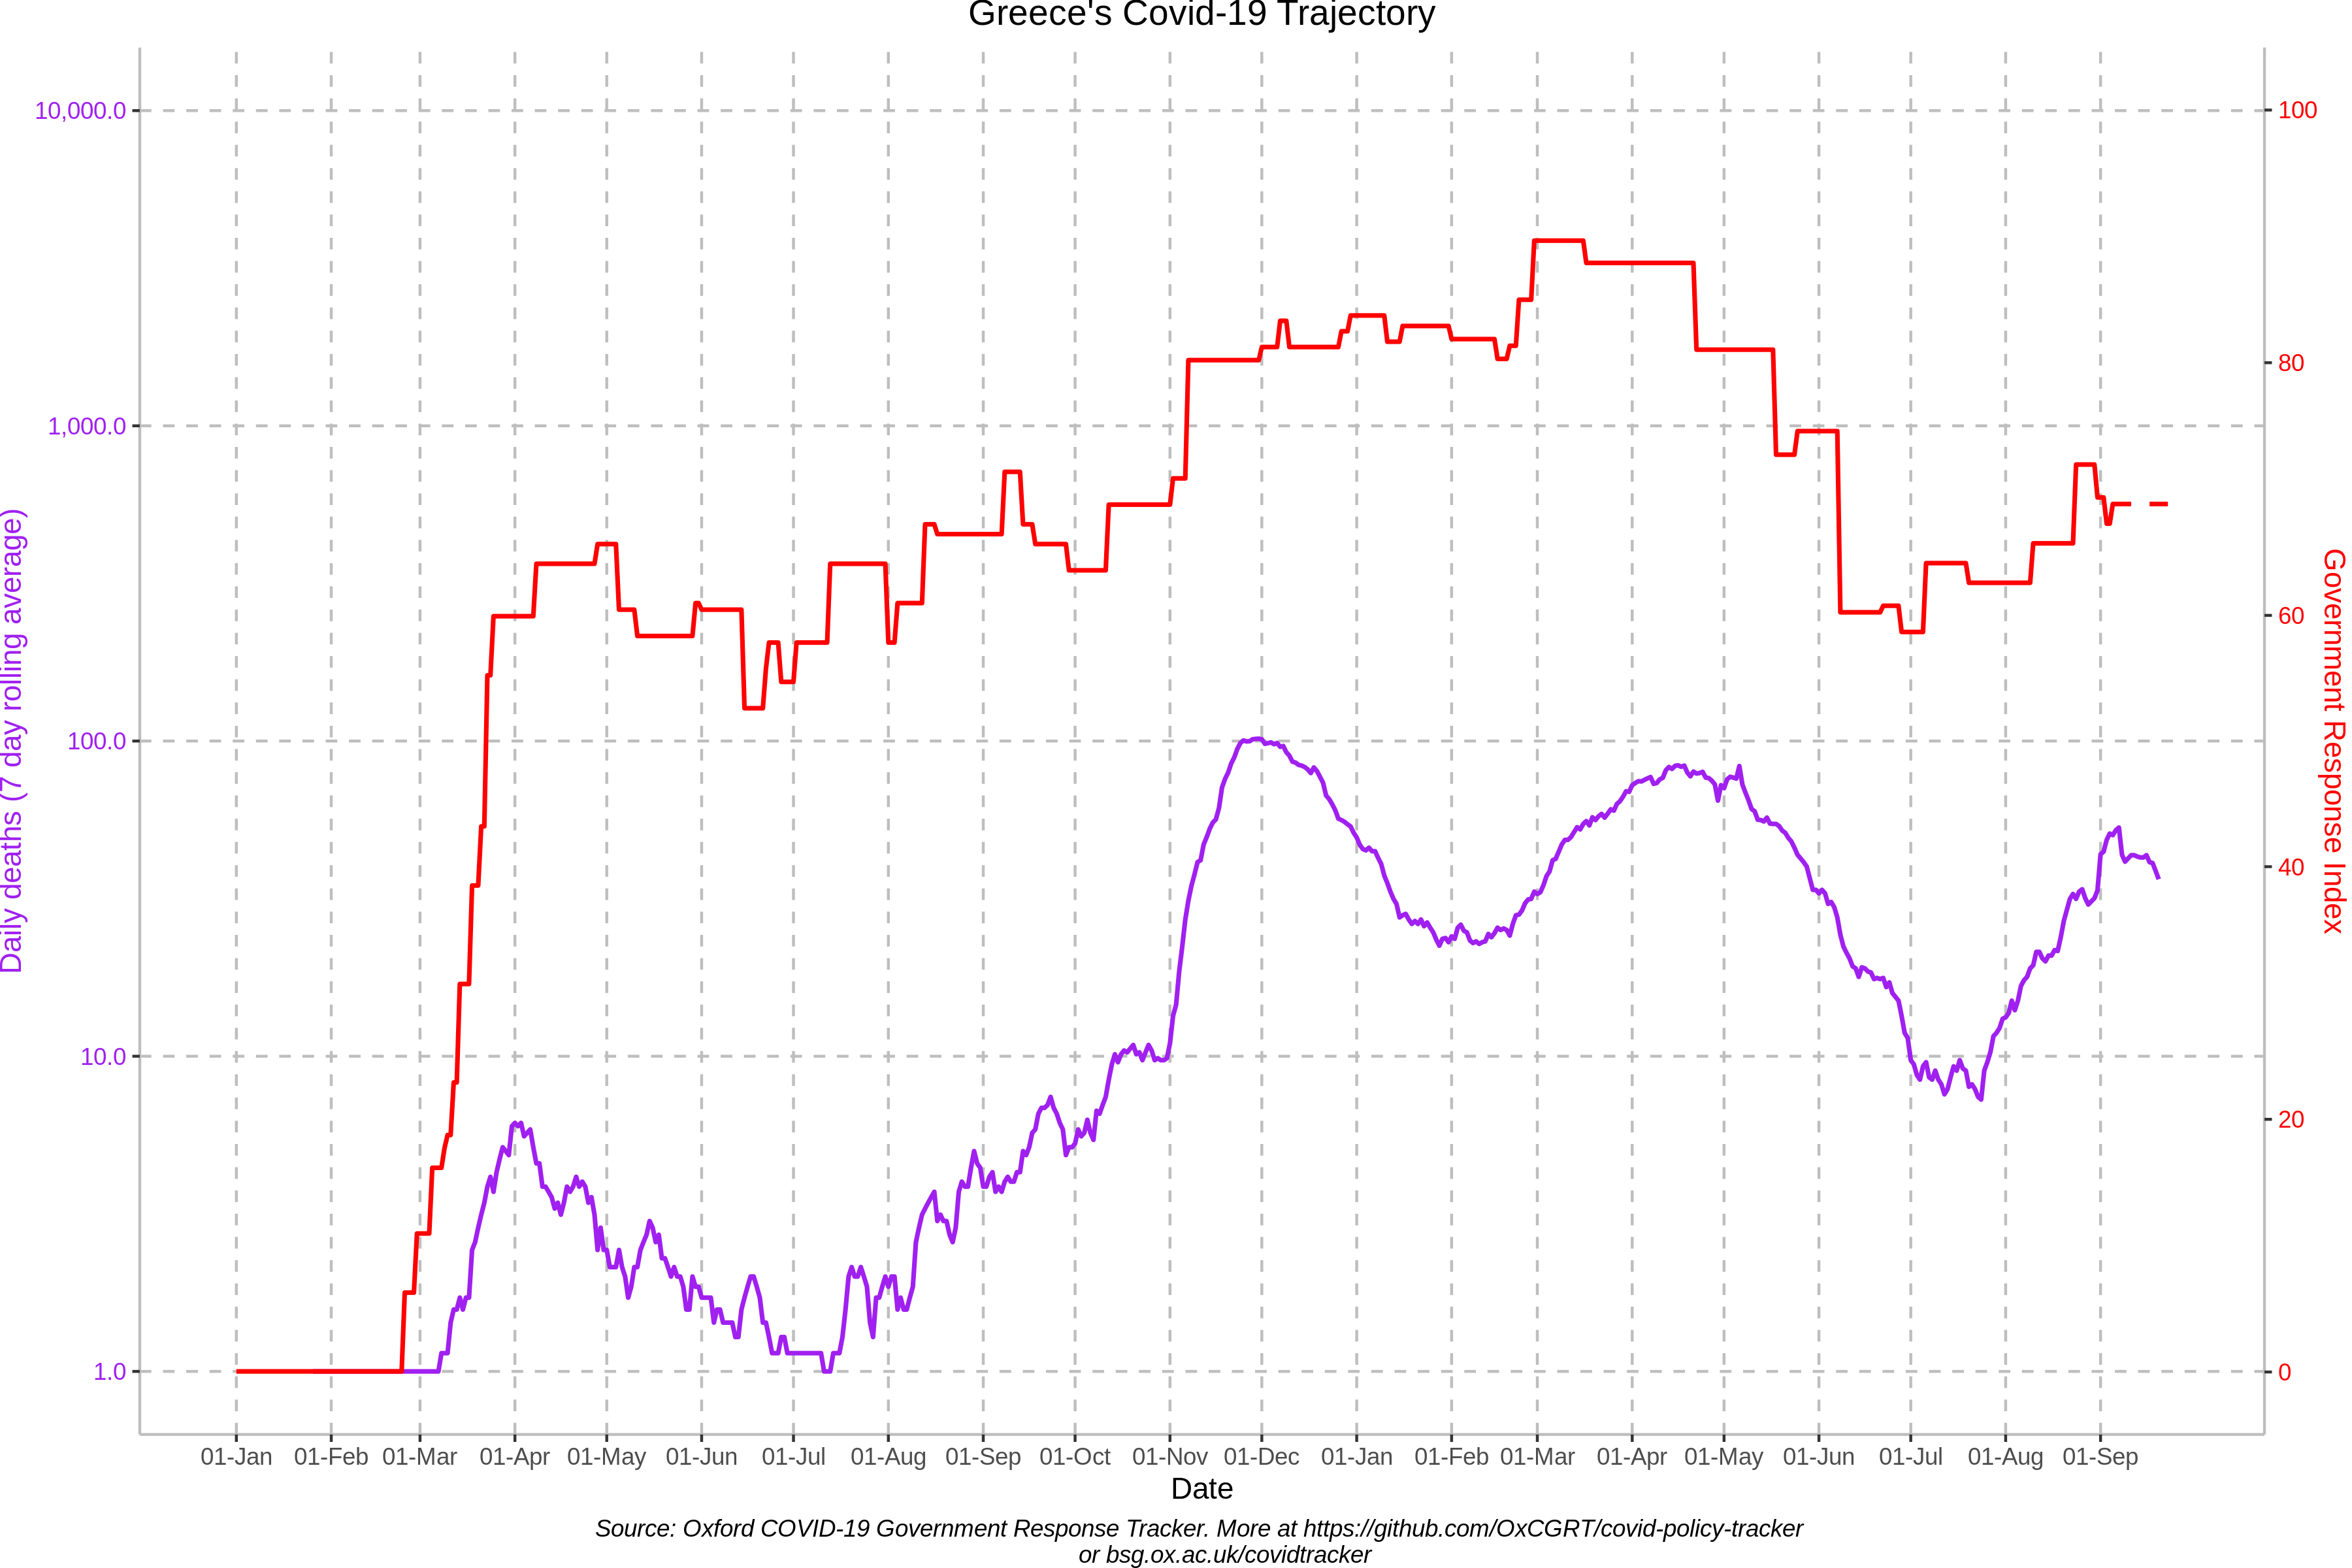 Greece's Covid-19 Trajectory
10,000.0
1,000.0
100.0
10.0
1.0
Daily deaths (7 day rolling average)
100
80
60
40
20
0
Government Response Index
01-Jan 01-Feb 01-Mar 01-Apr 01-May 01-Jun 01-Jul 01-Aug 01-Sep 01-Oct 01-Nov 01-Dec 01-Jan 01-Feb 01-Mar 01-Apr 01-May 01-Jun 01-Jul 01-Aug 01-Sep
Date
Source: Oxford COVID-19 Government Response Tracker. More at https://github.com/OxCGRT/covid-policy-tracker
or bsg.ox.ac.uk/covidtracker